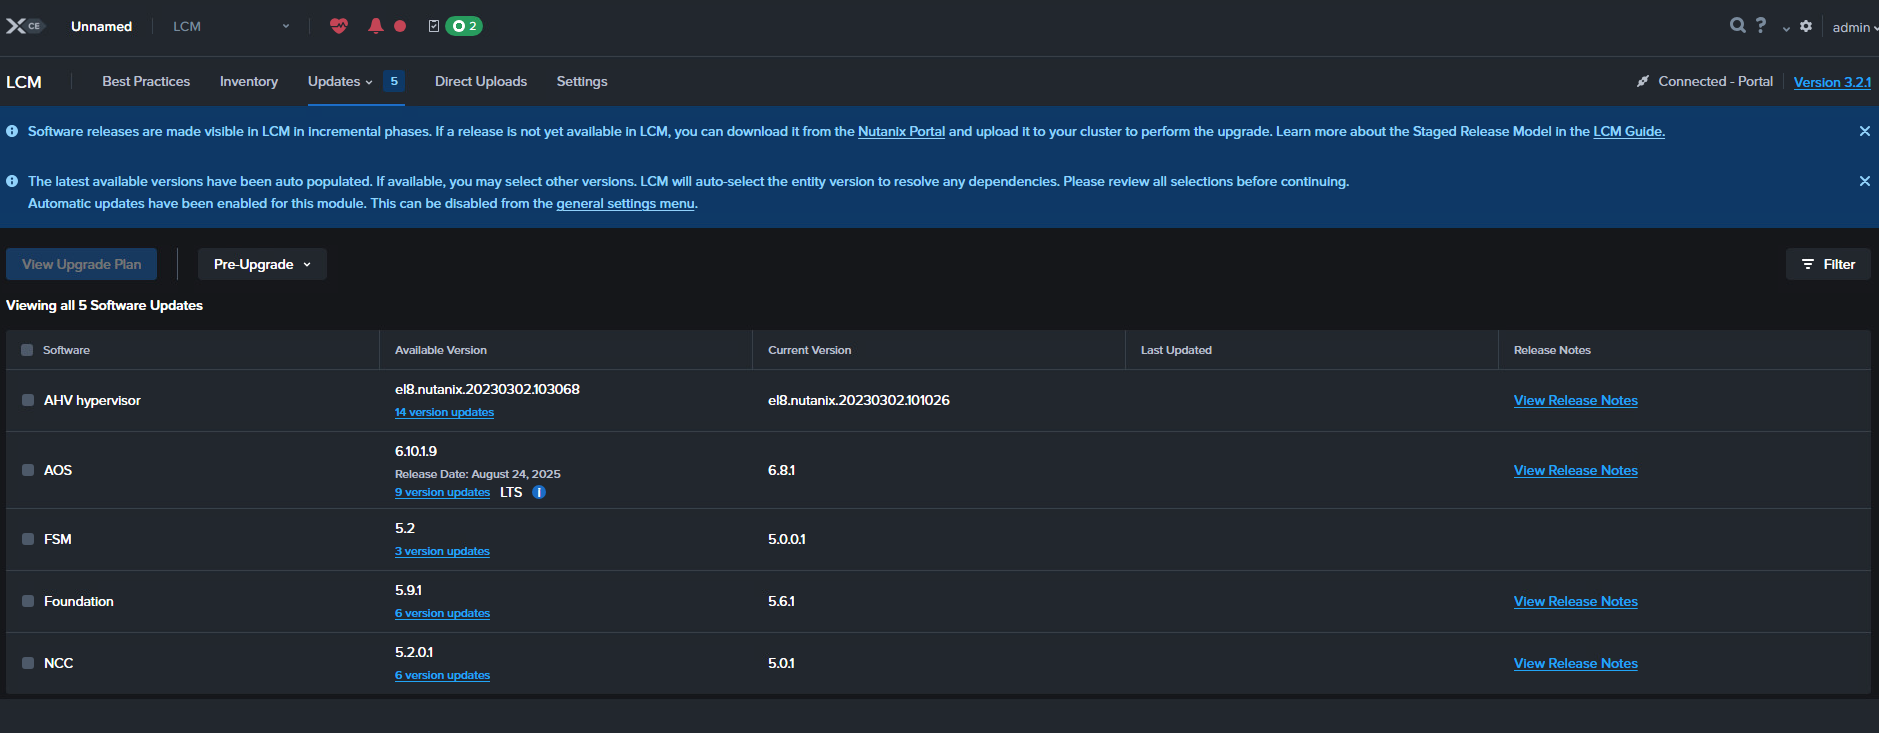 X CE Unnamed LCM 2 admin
LCM Best Practices Inventory Updates 5 Direct Uploads Settings Connected - Portal Version 3.2.1
Software releases are made visible in LCM in incremental phases. If a release is not yet available in LCM, you can download it from the Nutanix Portal and upload it to your cluster to perform the upgrade. Learn more about the Staged Release Model in the LCM Guide.
The latest available versions have been auto populated. If available, you may select other versions. LCM will auto-select the entity version to resolve any dependencies. Please review all selections before continuing.
Automatic updates have been enabled for this module. This can be disabled from the general settings menu.
View Upgrade Plan Pre-Upgrade Filter
Viewing all 5 Software Updates
Software Available Version Current Version Last Updated Release Notes
AHV hypervisor el8.nutanix.20230302.103068 el8.nutanix.20230302.101026 View Release Notes
14 version updates
6.10.1.9
AOS Release Date: August 24, 2025 6.8.1 View Release Notes
9 version updates LTS
FSM 5.2 5.0.0.1
3 version updates
Foundation 5.9.1 5.6.1 View Release Notes
6 version updates
NCC 5.2.0.1 5.0.1 View Release Notes
6 version updates